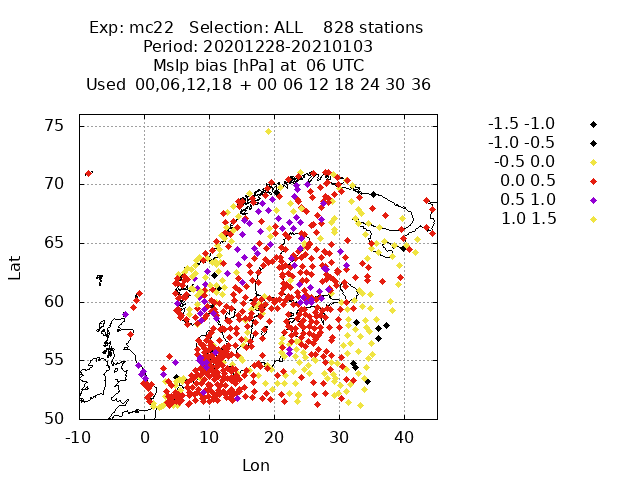 Exp: mc22 Selection: ALL 828 stations
Period: 20201228-20210103
Mslp bias [hPa] at 06 UTC
Used 00,06,12,18 + 00 06 12 18 24 30 36
75
70
65
60
55
50
Lat
-10 0 10 20 30 40
Lon
-1.5 -1.0
-1.0 -0.5
-0.5 0.0
0.0 0.5
0.5 1.0
1.0 1.5